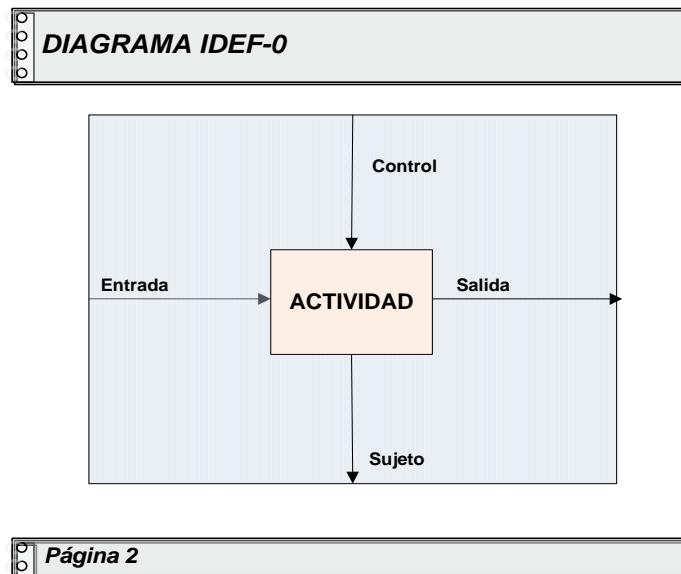 DIAGRAMA IDEF-0
Control
Entrada
ACTIVIDAD
Salida
Sujeto
Página 2